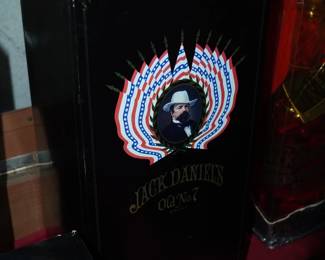 JACK DANIEL'S
OLD No. 7